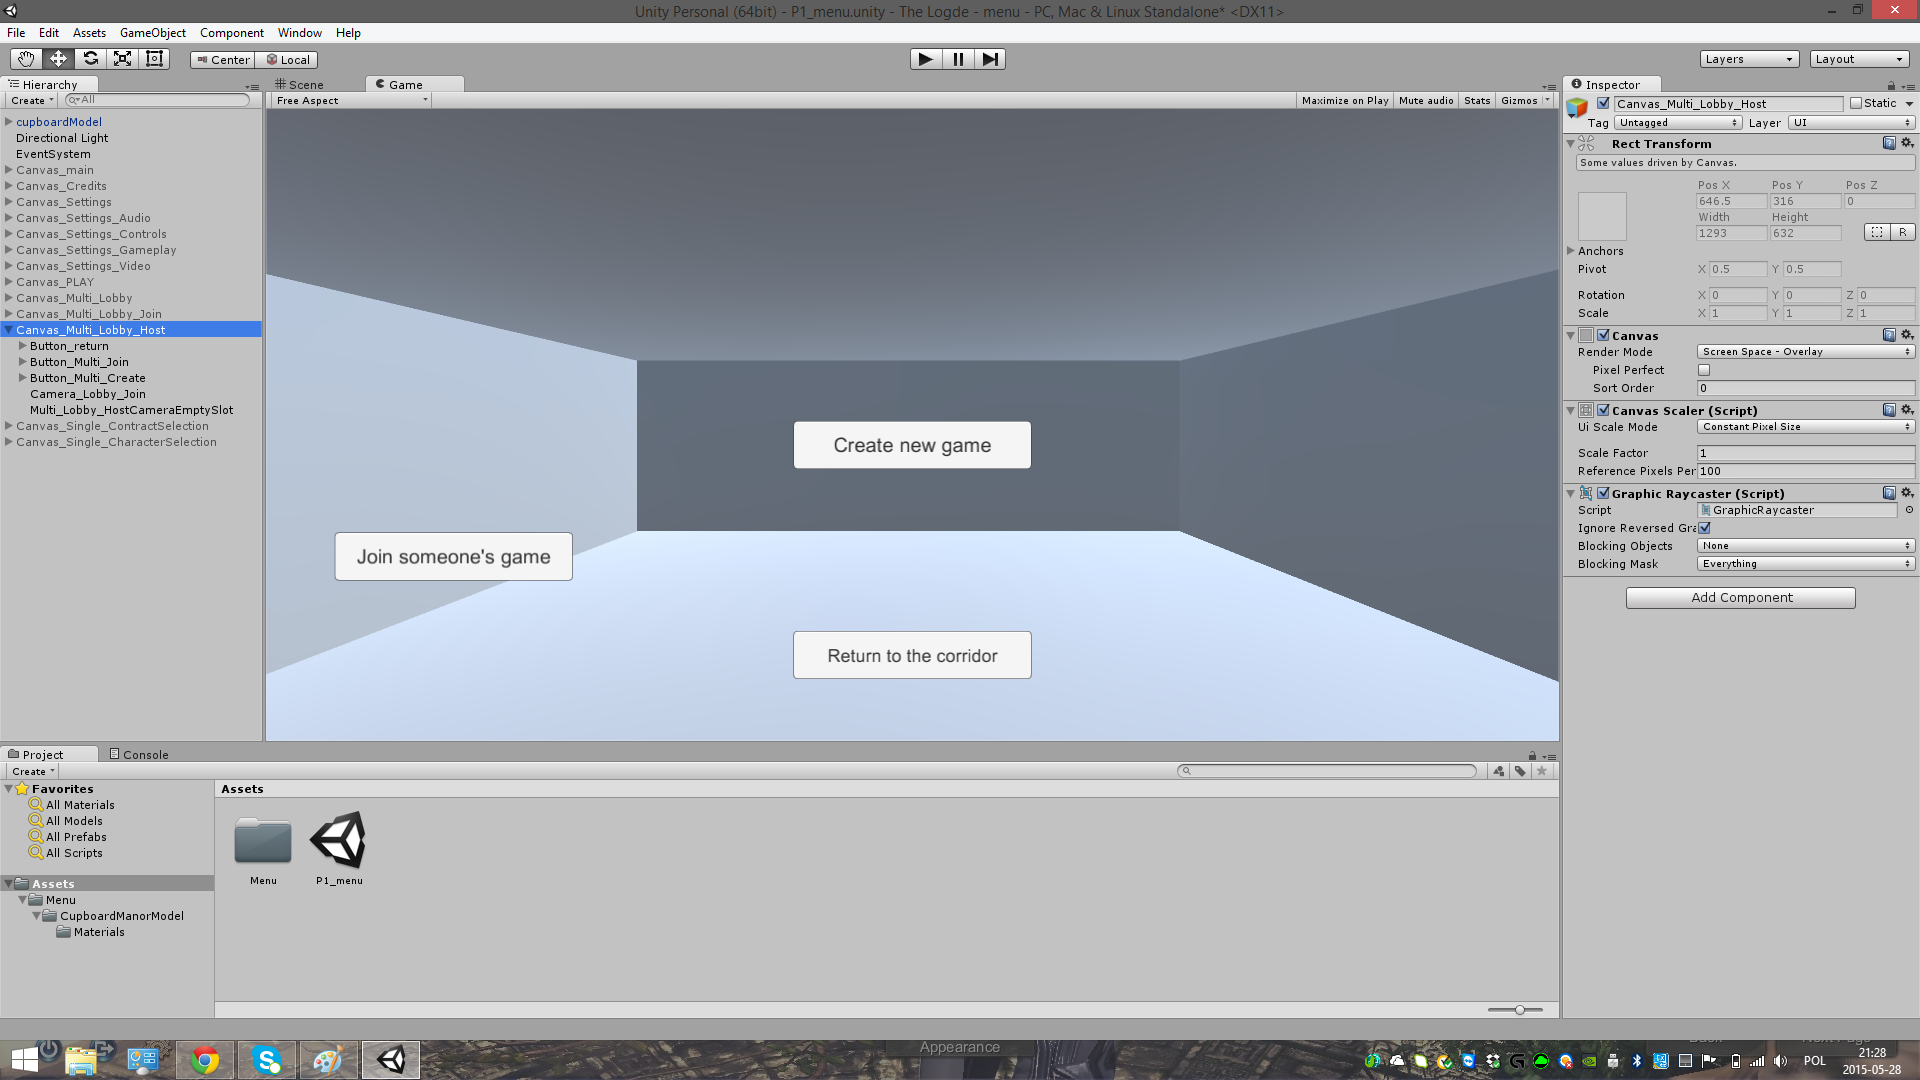 Unity Personal (64bit) - P1_menu.unity - The Logde - menu - PC, Mac & Linux Standalone* <DX11>
File Edit Assets GameObject Component Window Help
Center Local Layers Layout
Hierarchy
Create All
cupboardModel
Directional Light
EventSystem
Canvas_main
Canvas_Credits
Canvas_Settings
Canvas_Settings_Audio
Canvas_Settings_Controls
Canvas_Settings_Gameplay
Canvas_Settings_Video
Canvas_PLAY
Canvas_Multi_Lobby
Canvas_Multi_Lobby_Join
Canvas_Multi_Lobby_Host
Button_return
Button_Multi_Join
Button_Multi_Create
Camera_Lobby_Join
Multi_Lobby_HostCameraEmptySlot
Canvas_Single_ContractSelection
Canvas_Single_CharacterSelection
Scene Game
Free Aspect Maximize on Play Mute audio Stats Gizmos
Create new game
Join someone's game
Return to the corridor
Inspector
Canvas_Multi_Lobby_Host Static
Tag Untagged Layer UI
Rect Transform
Some values driven by Canvas.
Pos X Pos Y Pos Z
646.5 316 0
Width Height
1293 632 R
Anchors
Pivot X 0.5 Y 0.5
Rotation X 0 Y 0 Z 0
Scale X 1 Y 1 Z 1
Canvas
Render Mode Screen Space - Overlay
Pixel Perfect
Sort Order 0
Canvas Scaler (Script)
Ui Scale Mode Constant Pixel Size
Scale Factor 1
Reference Pixels Per 100
Graphic Raycaster (Script)
Script GraphicRaycaster
Ignore Reversed Gra
Blocking Objects None
Blocking Mask Everything
Add Component
Project Console
Create
Favorites
All Materials
All Models
All Prefabs
All Scripts
Assets
Menu
CupboardManorModel
Materials
Assets
Menu P1_menu
Appearance
POL
21:28
2015-05-28